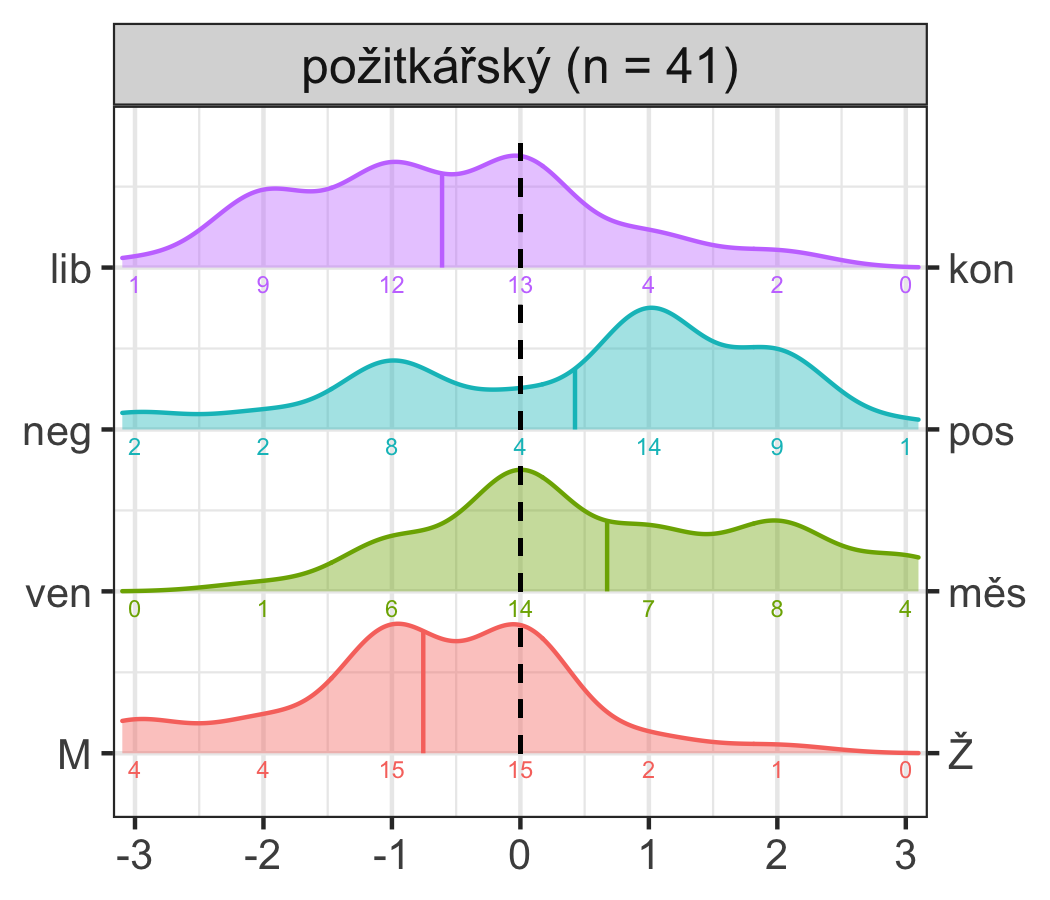 požitkářský (n = 41)
lib kon
1 9 12 13 4 2 0
neg pos
2 2 8 4 14 9 1
ven měs
0 1 6 14 7 8 4
M Ž
4 4 15 15 2 1 0
-3 -2 -1 0 1 2 3